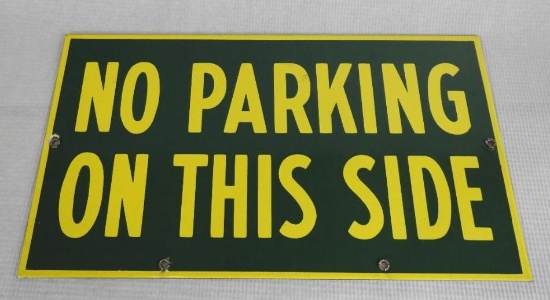 NO PARKING
ON THIS SIDE